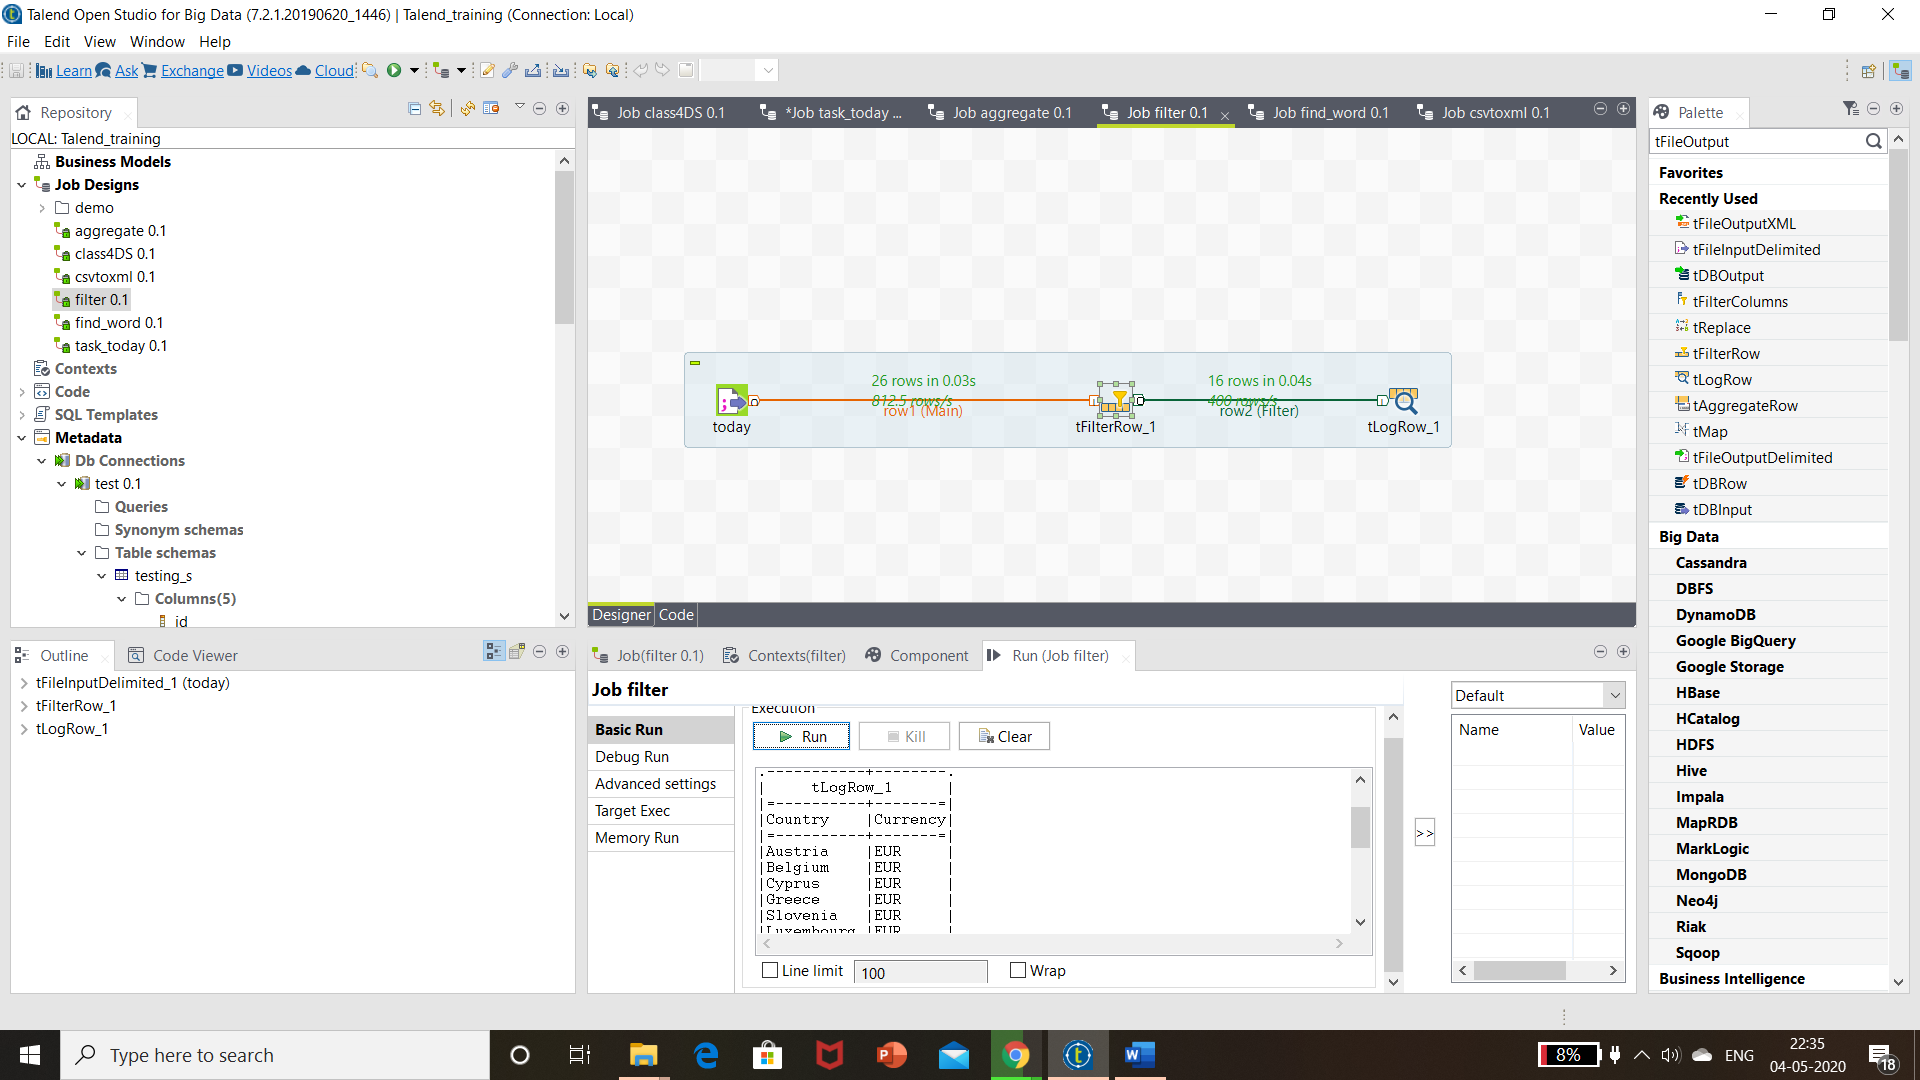 Talend Open Studio for Big Data (7.2.1.20190620_1446) | Talend_training (Connection: Local)
File Edit View Window Help
Learn Ask Exchange Videos Cloud
Repository
LOCAL: Talend_training
Business Models
Job Designs
demo
aggregate 0.1
class4DS 0.1
csvtoxml 0.1
filter 0.1
find_word 0.1
task_today 0.1
Contexts
Code
SQL Templates
Metadata
Db Connections
test 0.1
Queries
Synonym schemas
Table schemas
testing_s
Columns(5)
id
Outline Code Viewer
tFileInputDelimited_1 (today)
tFilterRow_1
tLogRow_1
Job class4DS 0.1 *Job task_today ... Job aggregate 0.1 Job filter 0.1 Job find_word 0.1 Job csvtoxml 0.1
26 rows in 0.03s
812.5 rows/s
row1 (Main)
16 rows in 0.04s
400 rows/s
row2 (Filter)
today
tFilterRow_1
tLogRow_1
Designer Code
Job(filter 0.1) Contexts(filter) Component Run (Job filter)
Job filter
Basic Run
Debug Run
Advanced settings
Target Exec
Memory Run
Execution
Run Kill Clear
.-----------+--------.
| tLogRow_1 |
|=----------+-------=|
|Country |Currency|
|=----------+-------=|
|Austria |EUR |
|Belgium |EUR |
|Cyprus |EUR |
|Greece |EUR |
|Slovenia |EUR |
|Luxembourg |EUR |
Line limit 100 Wrap
>>
Default
Name Value
Palette
tFileOutput
Favorites
Recently Used
tFileOutputXML
tFileInputDelimited
tDBOutput
tFilterColumns
tReplace
tFilterRow
tLogRow
tAggregateRow
tMap
tFileOutputDelimited
tDBRow
tDBInput
Big Data
Cassandra
DBFS
DynamoDB
Google BigQuery
Google Storage
HBase
HCatalog
HDFS
Hive
Impala
MapRDB
MarkLogic
MongoDB
Neo4j
Riak
Sqoop
Business Intelligence
Type here to search
8%
ENG
22:35
04-05-2020
18